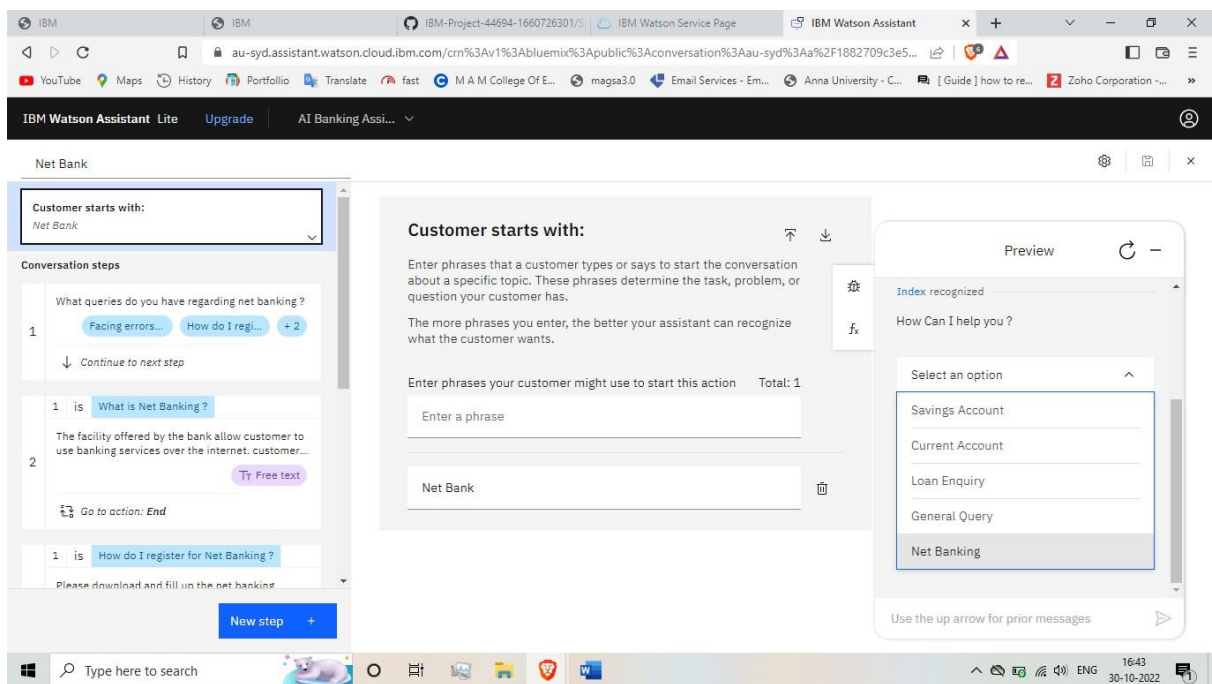 IBM
IBM
IBM-Project-44694-1660726301/S
IBM Watson Service Page
IBM Watson Assistant
au-syd.assistant.watson.cloud.ibm.com/crn%3Av1%3Abluemix%3Apublic%3Aconversation%3Aau-syd%3Aa%2F1882709c3e5...
YouTube
Maps
History
Portfollio
Translate
fast
M A M College Of E...
magsa3.0
Email Services - Em...
Anna University - C...
[ Guide ] how to re...
Zoho Corporation -...
IBM Watson Assistant Lite
Upgrade
AI Banking Assi...
Net Bank
Customer starts with:
Net Bank
Conversation steps
1
What queries do you have regarding net banking ?
Facing errors...
How do I regi...
+ 2
Continue to next step
2
1 is What is Net Banking ?
The facility offered by the bank allow customer to
use banking services over the internet. customer...
Free text
Go to action: End
1 is How do I register for Net Banking ?
Please download and fill up the net banking
New step +
Customer starts with:
Enter phrases that a customer types or says to start the conversation
about a specific topic. These phrases determine the task, problem, or
question your customer has.
The more phrases you enter, the better your assistant can recognize
what the customer wants.
Enter phrases your customer might use to start this action Total: 1
Enter a phrase
Net Bank
Preview
Index recognized
How Can I help you ?
Select an option
Savings Account
Current Account
Loan Enquiry
General Query
Net Banking
Use the up arrow for prior messages
Type here to search
ENG
16:43
30-10-2022